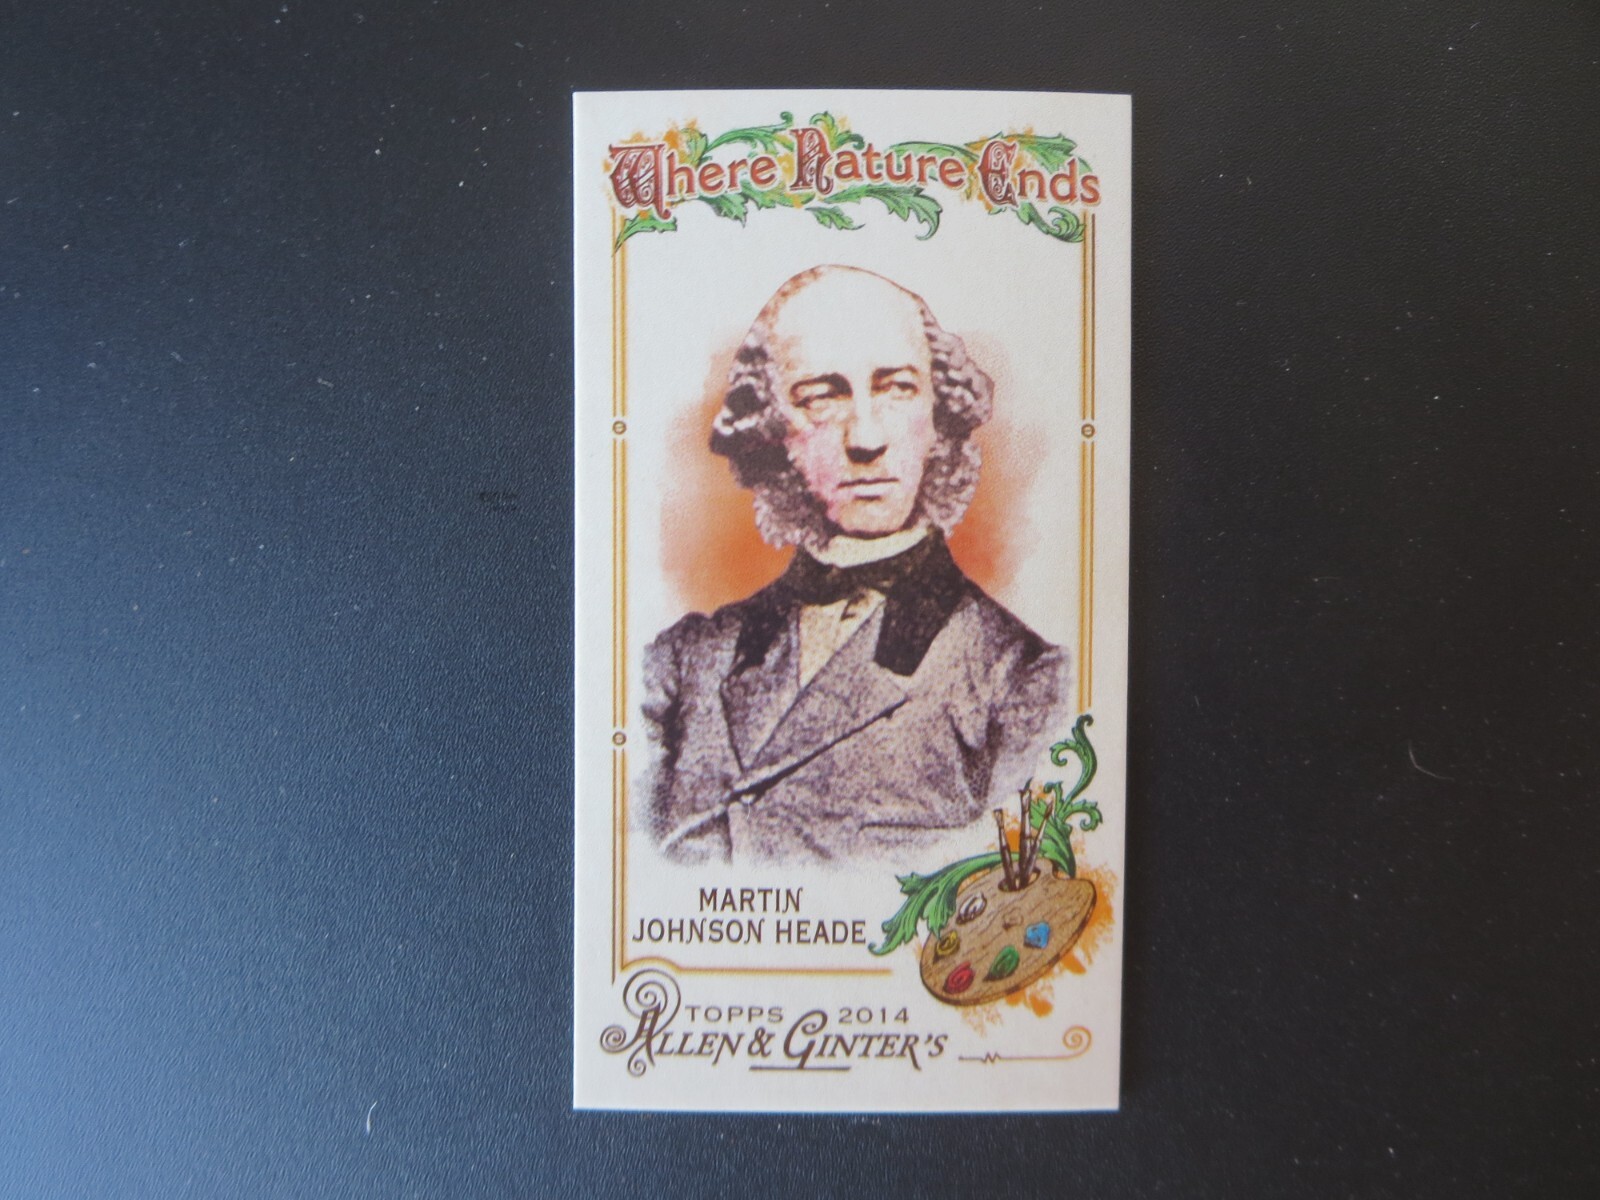 Where Nature Ends
MARTIN
JOHNSON HEADE
TOPPS 2014
ALLEN & GINTER'S